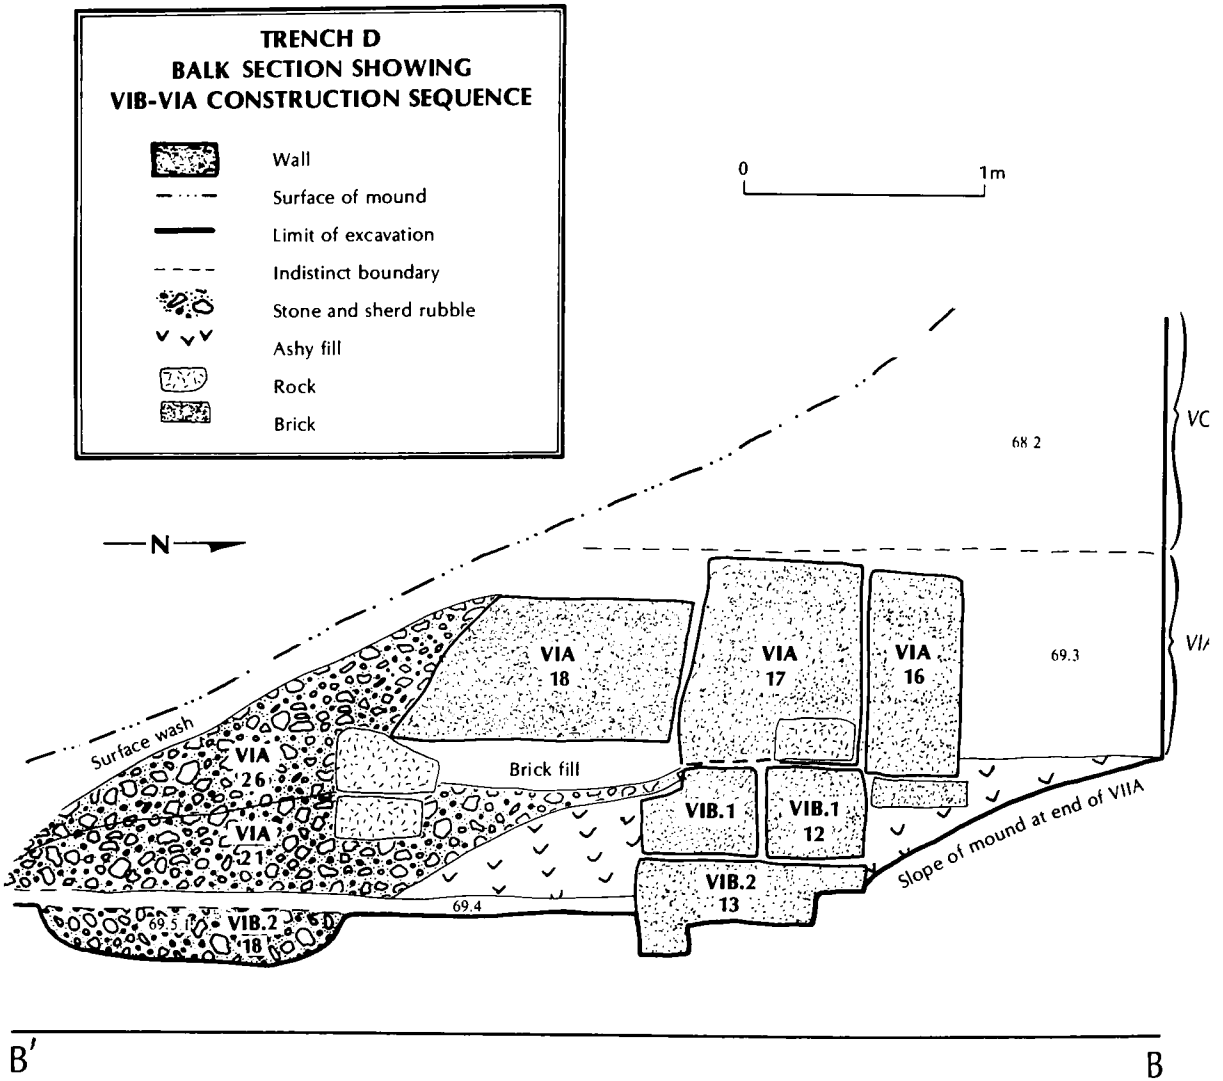 TRENCH D
BALK SECTION SHOWING
VIB-VIA CONSTRUCTION SEQUENCE
Wall
Surface of mound
Limit of excavation
Indistinct boundary
Stone and sherd rubble
Ashy fill
Rock
Brick
0 1m
VC
68 2
N
VIA
18
VIA
17
VIA
16
69.3
VIA
Surface wash
VIA
26
Brick fill
VIA
21
VIB.1
VIB.1
12
Slope of mound at end of VIIA
VIB.2
13
69.4
69.5.1
VIB.2
18
B' B